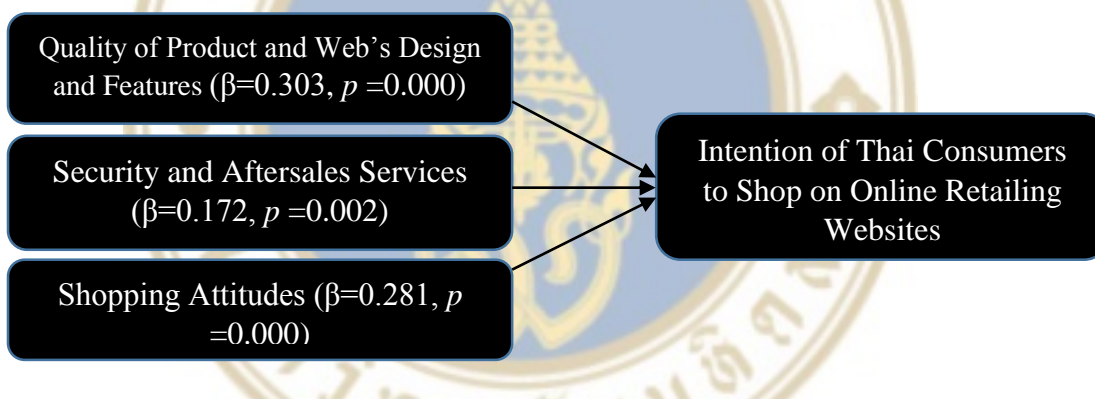 Quality of Product and Web's Design
and Features (β=0.303, p =0.000)
Security and Aftersales Services
(β=0.172, p =0.002)
Shopping Attitudes (β=0.281, p
=0.000)
Intention of Thai Consumers
to Shop on Online Retailing
Websites